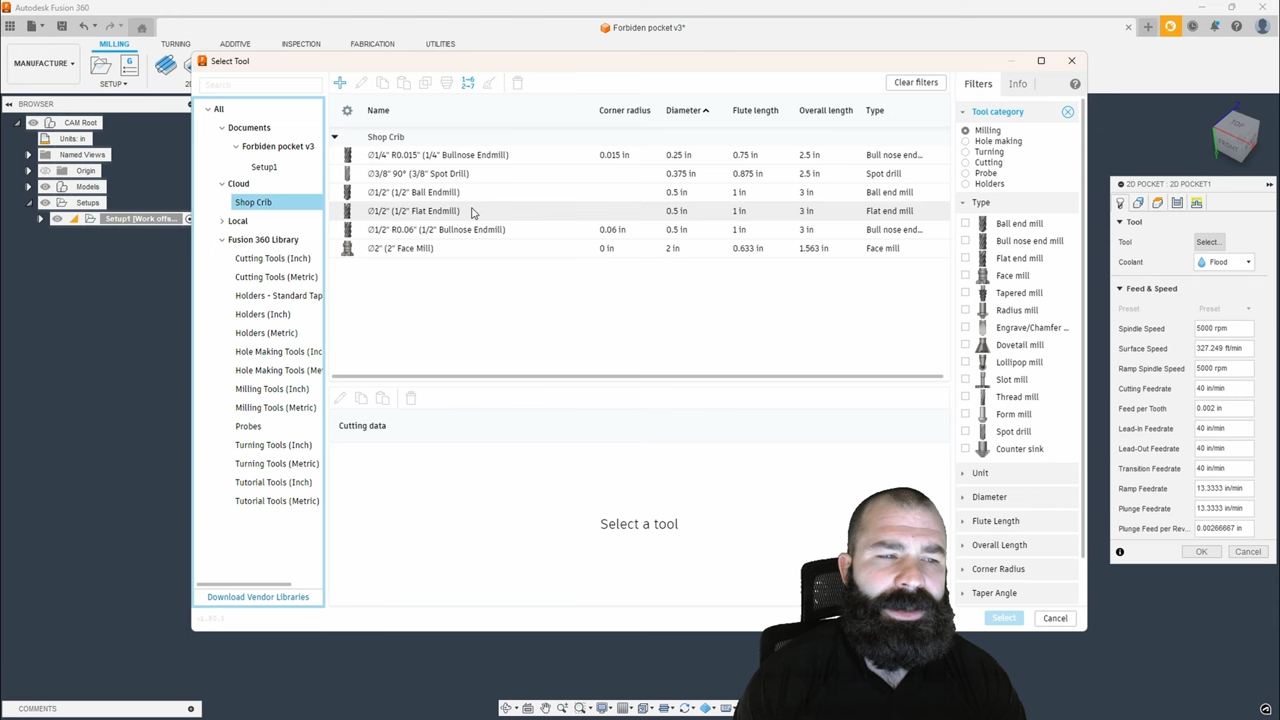 Autodesk Fusion 360
Forbiden pocket v3*
MILLING TURNING ADDITIVE INSPECTION FABRICATION UTILITIES
MANUFACTURE
SETUP
2D
BROWSER
CAM Root
Units: in
Named Views
Origin
Models
Setups
Setup1 [Work offs...
COMMENTS
Select Tool
Search
Clear filters
All
Documents
Forbiden pocket v3
Setup1
Cloud
Shop Crib
Local
Fusion 360 Library
Cutting Tools (Inch)
Cutting Tools (Metric)
Holders - Standard Tap
Holders (Inch)
Holders (Metric)
Hole Making Tools (Inc
Hole Making Tools (Me
Milling Tools (Inch)
Milling Tools (Metric)
Probes
Turning Tools (Inch)
Turning Tools (Metric)
Tutorial Tools (Inch)
Tutorial Tools (Metric)
Download Vendor Libraries
Name Corner radius Diameter Flute length Overall length Type
Shop Crib
∅1/4" R0.015" (1/4" Bullnose Endmill) 0.015 in 0.25 in 0.75 in 2.5 in Bull nose end...
∅3/8" 90° (3/8" Spot Drill) 0.375 in 0.875 in 2.5 in Spot drill
∅1/2" (1/2" Ball Endmill) 0.5 in 1 in 3 in Ball end mill
∅1/2" (1/2" Flat Endmill) 0.5 in 1 in 3 in Flat end mill
∅1/2" R0.06" (1/2" Bullnose Endmill) 0.06 in 0.5 in 1 in 3 in Bull nose end...
∅2" (2" Face Mill) 0 in 2 in 0.633 in 1.563 in Face mill
Cutting data
Select a tool
Select Cancel
Filters Info
Tool category
Milling
Hole making
Turning
Cutting
Probe
Holders
Type
Ball end mill
Bull nose end mill
Flat end mill
Face mill
Tapered mill
Radius mill
Engrave/Chamfer ...
Dovetail mill
Lollipop mill
Slot mill
Thread mill
Form mill
Spot drill
Counter sink
Unit
Diameter
Flute Length
Overall Length
Corner Radius
Taper Angle
TOP
FRONT
2D POCKET : 2D POCKET1
Tool
Tool Select...
Coolant Flood
Feed & Speed
Preset Preset
Spindle Speed 5000 rpm
Surface Speed 327.249 ft/min
Ramp Spindle Speed 5000 rpm
Cutting Feedrate 40 in/min
Feed per Tooth 0.002 in
Lead-In Feedrate 40 in/min
Lead-Out Feedrate 40 in/min
Transition Feedrate 40 in/min
Ramp Feedrate 13.3333 in/min
Plunge Feedrate 13.3333 in/min
Plunge Feed per Rev... 0.00266667 in
OK Cancel